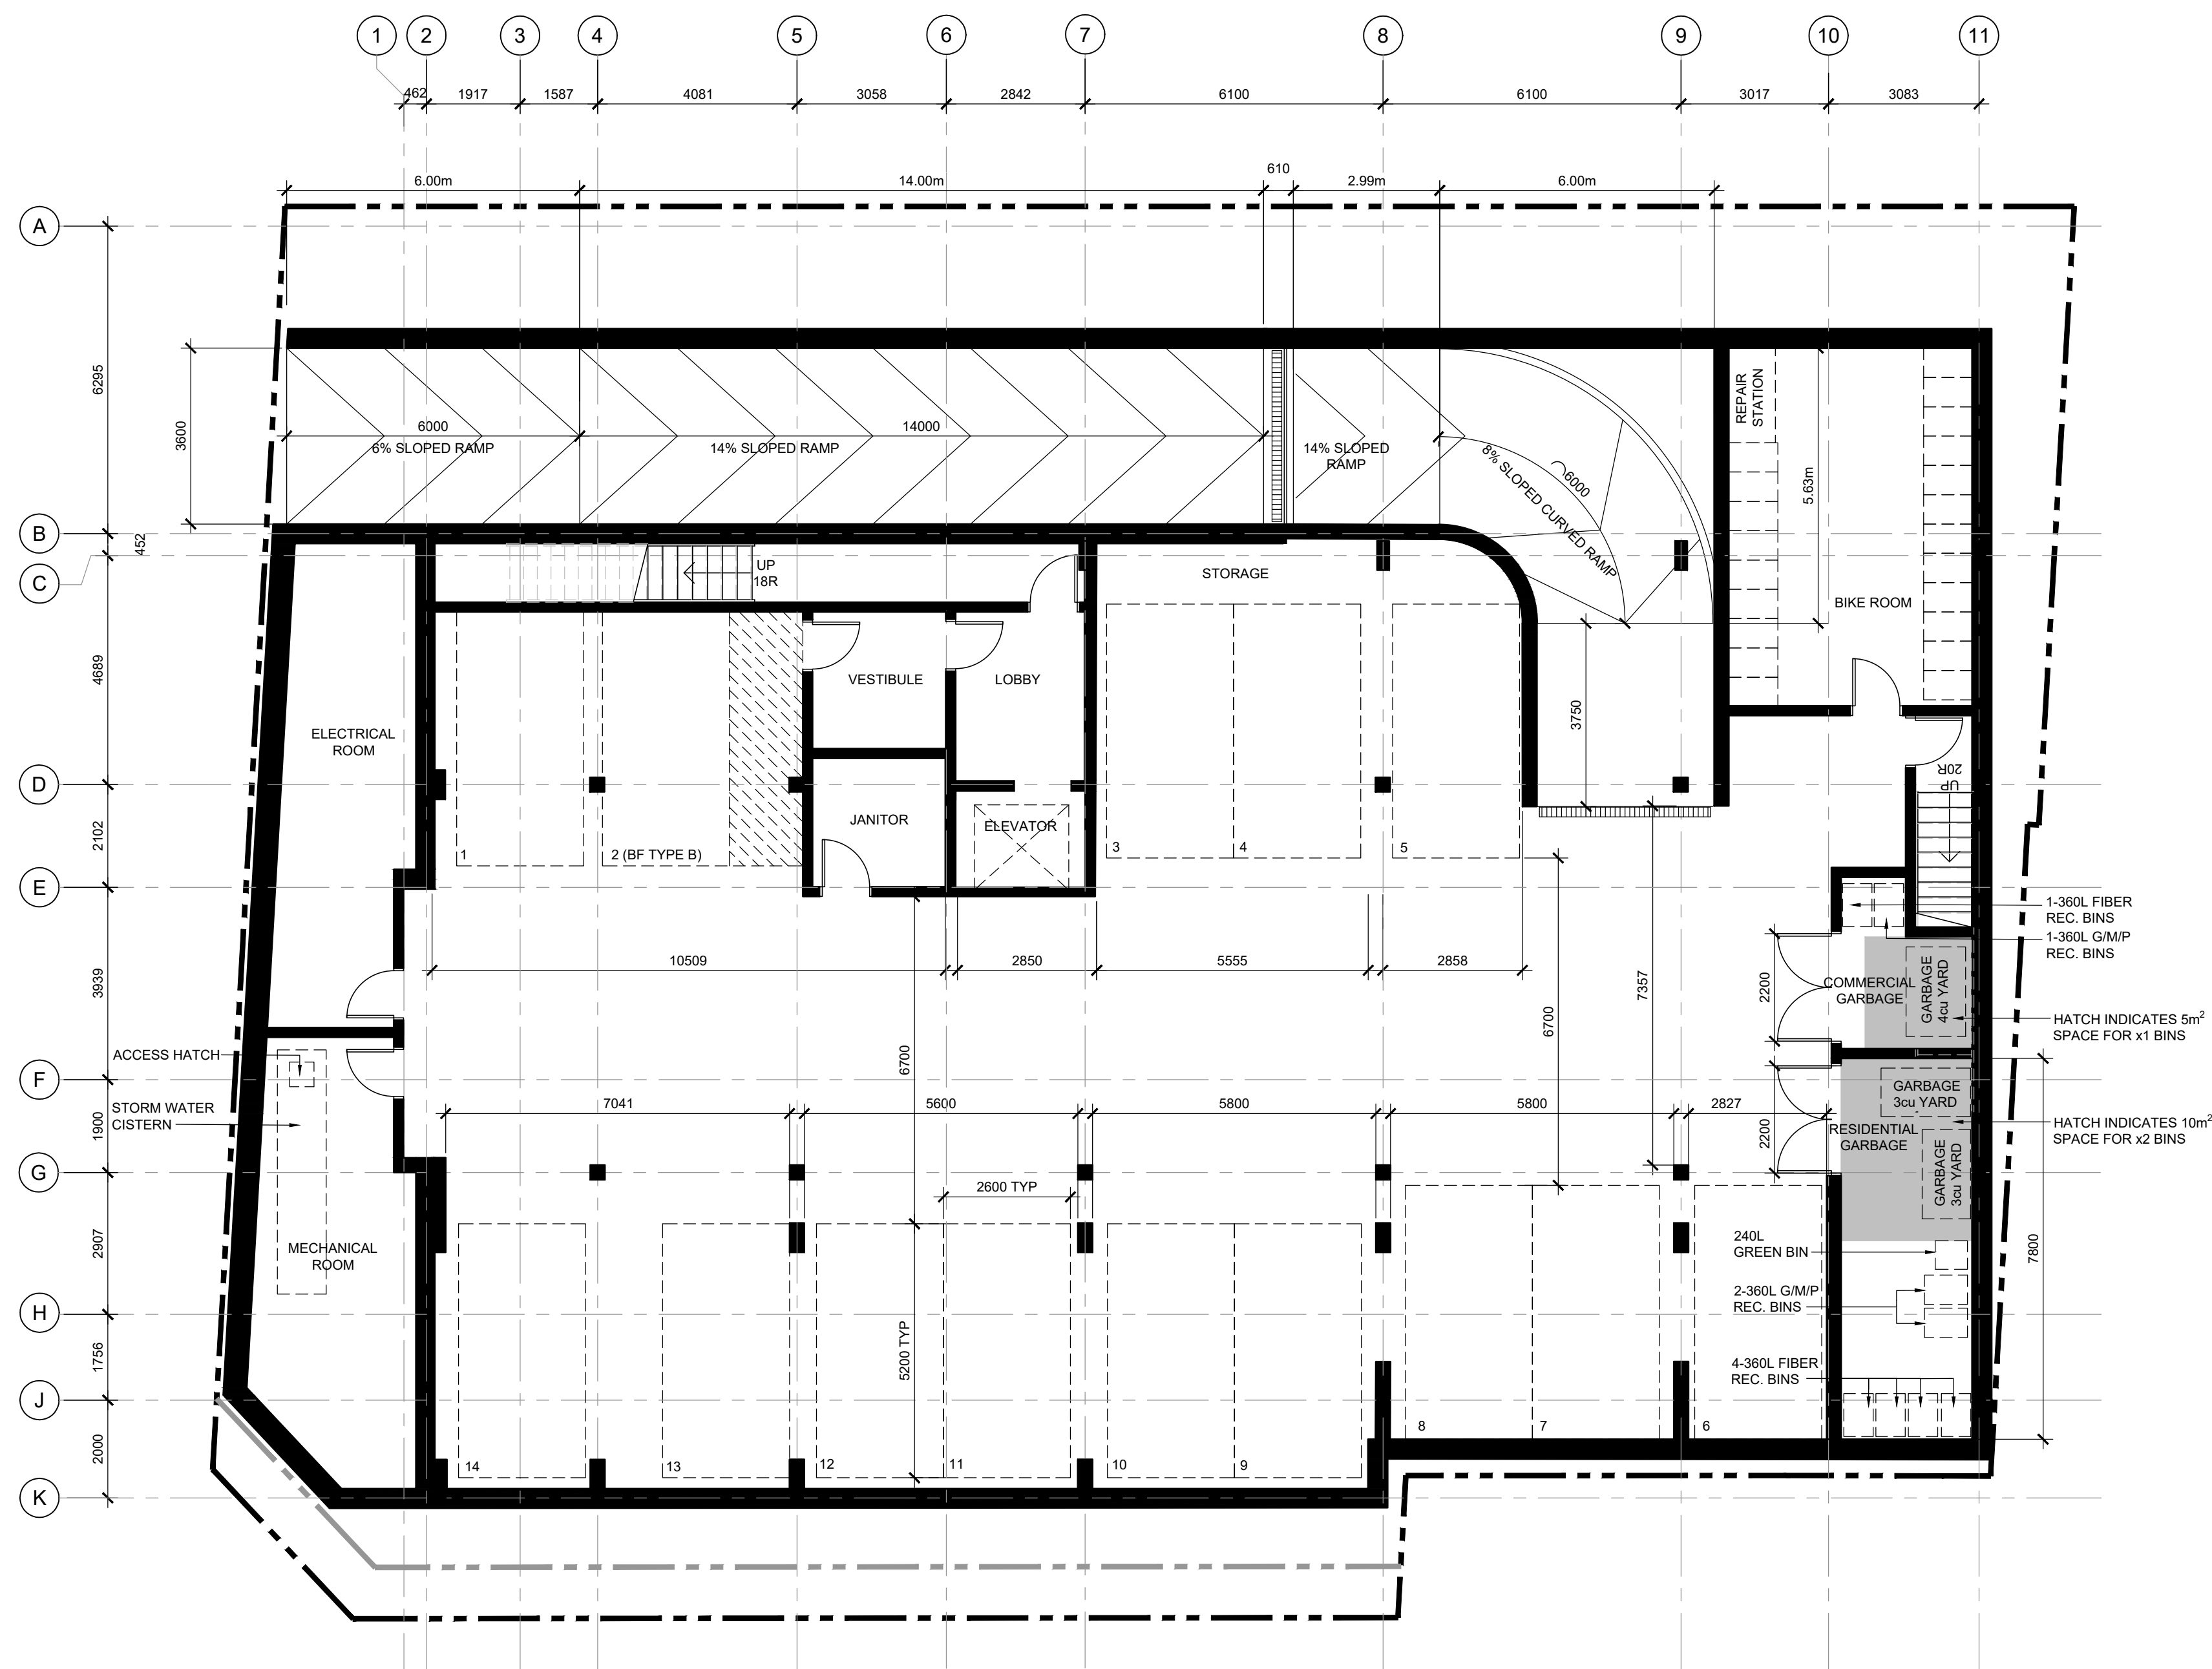 1 2 3 4 5 6 7 8 9 10 11
462 1917 1587 4081 3058 2842 6100 6100 3017 3083
6.00m 14.00m 610 2.99m 6.00m
A
B
C
D
E
F
G
H
J
K
6295
452
4689
2102
3939
1900
2907
1756
2000
3600
6000
6% SLOPED RAMP
14000
14% SLOPED RAMP
14% SLOPED
RAMP
8% SLOPED CURVED RAMP
6000
REPAIR
STATION
5.63m
BIKE ROOM
UP
18R
STORAGE
VESTIBULE
LOBBY
ELECTRICAL
ROOM
3750
JANITOR
ELEVATOR
UP
20R
1
2 (BF TYPE B)
3
4
5
1-360L FIBER
REC. BINS
1-360L G/M/P
REC. BINS
10509
2850
5555
2858
7357
6700
6700
2200
COMMERCIAL
GARBAGE
GARBAGE
4cu YARD
HATCH INDICATES 5m²
SPACE FOR x1 BINS
ACCESS HATCH
STORM WATER
CISTERN
7041
5600
5800
5800
2827
2200
GARBAGE
3cu YARD
RESIDENTIAL
GARBAGE
GARBAGE
3cu YARD
HATCH INDICATES 10m²
SPACE FOR x2 BINS
2600 TYP
MECHANICAL
ROOM
240L
GREEN BIN
7800
2-360L G/M/P
REC. BINS
5200 TYP
4-360L FIBER
REC. BINS
8
7
6
14
13
12
11
10
9